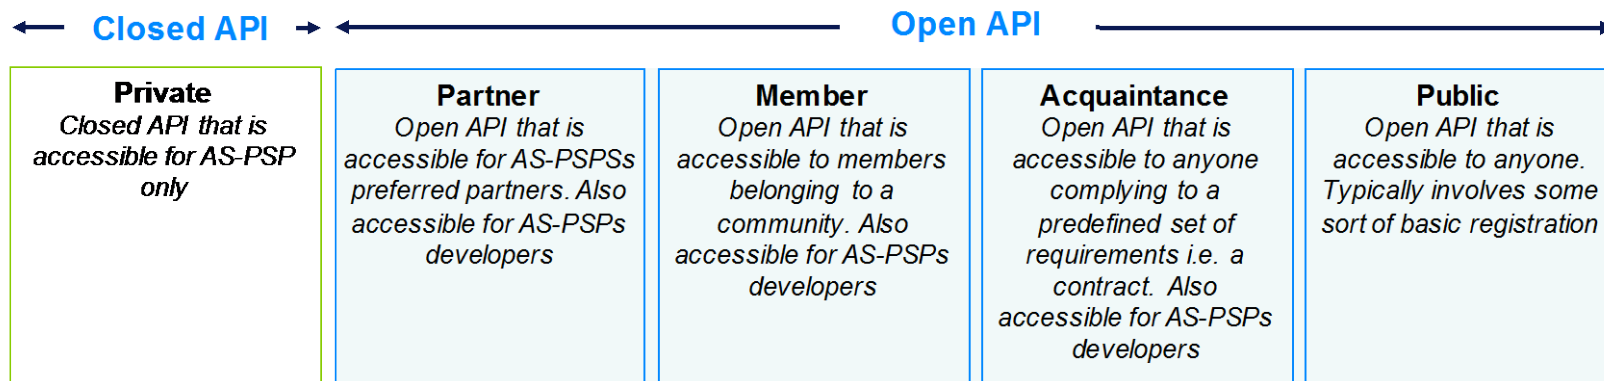 Closed API
Open API
Private
Closed API that is
accessible for AS-PSP
only
Partner
Open API that is
accessible for AS-PSPSs
preferred partners. Also
accessible for AS-PSPs
developers
Member
Open API that is
accessible to members
belonging to a
community. Also
accessible for AS-PSPs
developers
Acquaintance
Open API that is
accessible to anyone
complying to a
predefined set of
requirements i.e. a
contract. Also
accessible for AS-PSPs
developers
Public
Open API that is
accessible to anyone.
Typically involves some
sort of basic registration